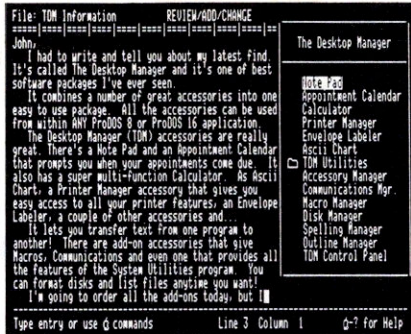 File: TDM Information REVIEW/ADD/CHANGE
John,
I had to write and tell you about my latest find.
It's called The Desktop Manager and it's one of best
software packages I've ever seen.
It combines a number of great accessories into one
easy to use package. All the accessories can be used
from within ANY ProDOS 8 or ProDOS 16 application.
The Desktop Manager (TDM) accessories are really
great. There's a Note Pad and an Appointment Calendar
that prompts you when your appointments come due. It
also has a super multi-function Calculator. As Ascii
Chart, a Printer Manager accessory that gives you
easy access to all your printer features, an Envelope
Labeler, a couple of other accessories and...
It lets you transfer text from one program to
another! There are add-on accessories that give
Macros, Communications and even one that provides all
the features of the System Utilities program. You
can format disks and list files anytime you want!
I'm going to order all the add-ons today, but I
The Desktop Manager
Note Pad
Appointment Calendar
Calculator
Printer Manager
Envelope Labeler
Ascii Chart
TDM Utilities
Accessory Manager
Communications Mgr.
Macro Manager
Disk Manager
Spelling Manager
Outline Manager
TDM Control Panel
Type entry or use commands Line 3 Column 1 -? for Help